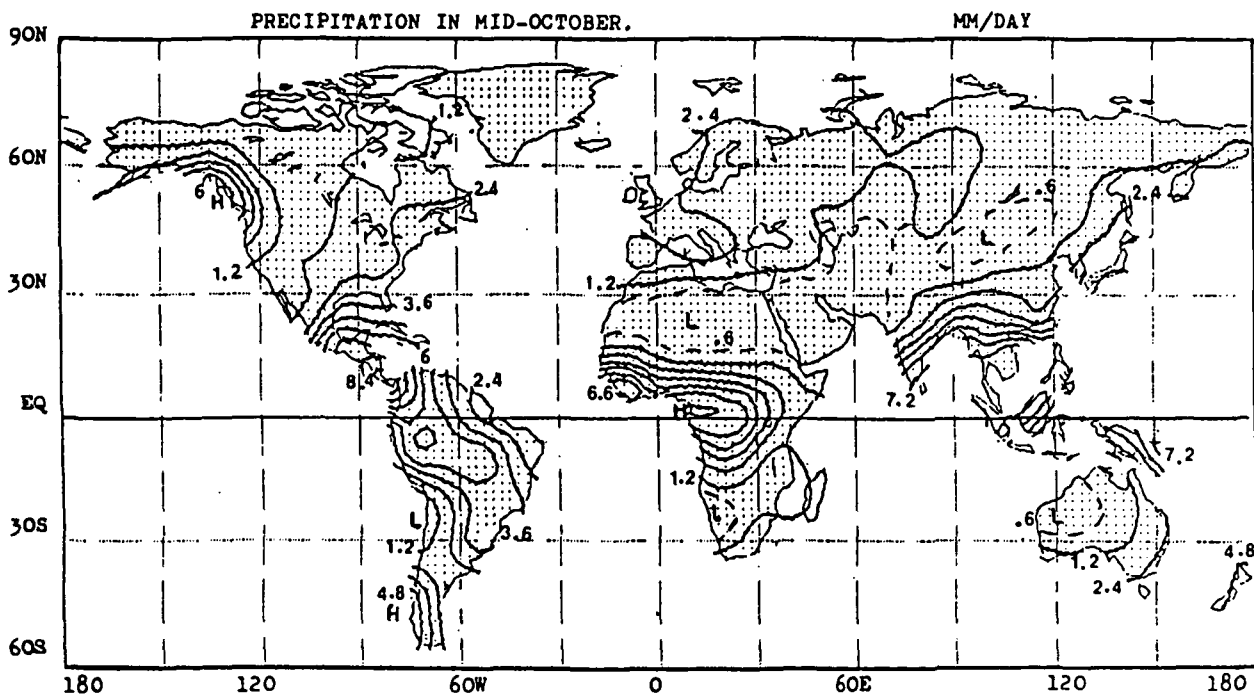 PRECIPITATION IN MID-OCTOBER. MM/DAY
90N
1.2
2.4
60N
6
H
2.4
.6
2.4
L
1.2
30N
1.2
3.6
L
.6
6
8.4
2.4
6.6
7.2
EQ
H
1.2
7.2
L
L
.6
L
30S
1.2
3.6
1.2
4.8
4.8
2.4
H
60S
180 120 60W 0 60E 120 180